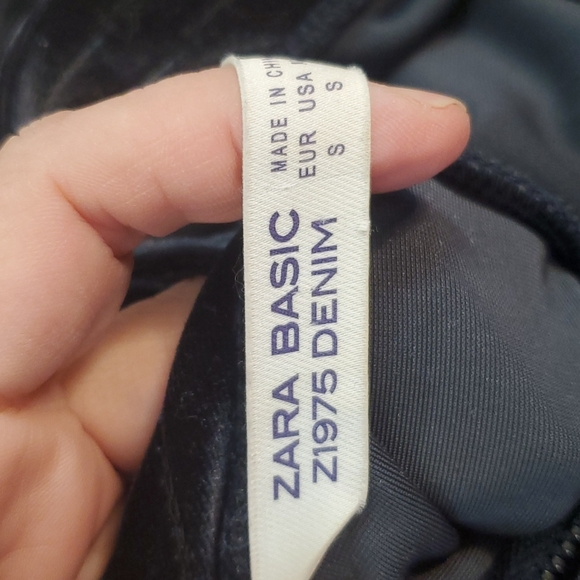 ZARA BASIC
Z1975 DENIM
MADE IN
EUR USA
S S